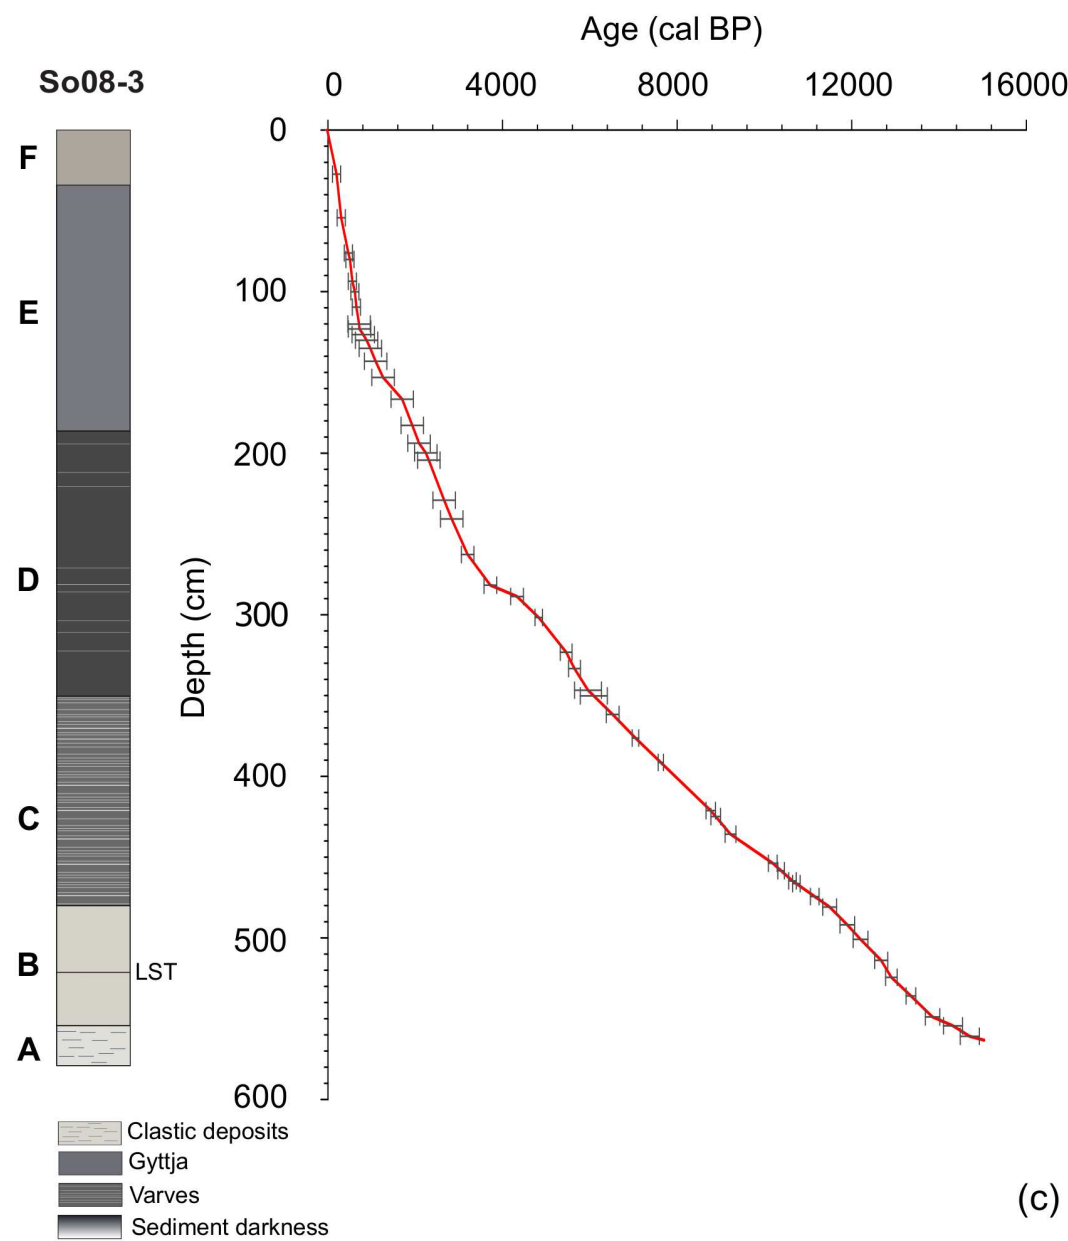 Age (cal BP)
So08-3
0 4000 8000 12000 16000
0
F
100
E
200
Depth (cm)
D
300
400
C
500
B
LST
A
600
Clastic deposits
Gyttja
Varves
Sediment darkness
(c)